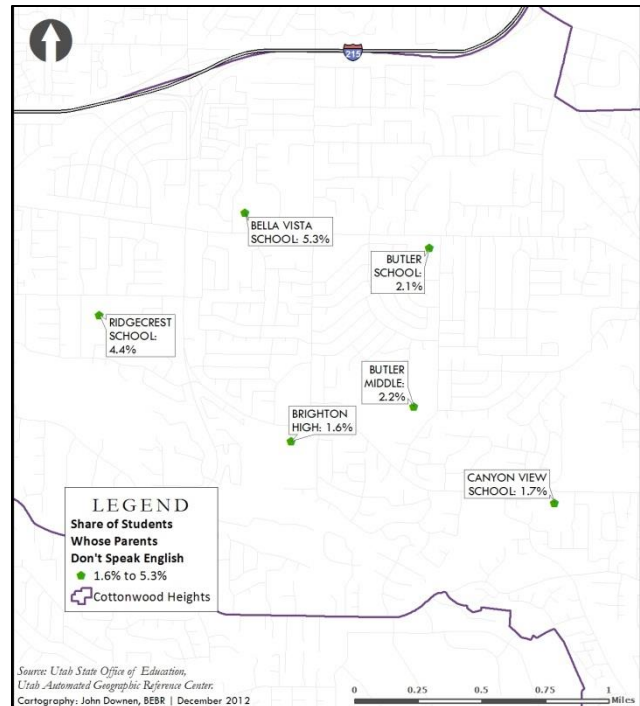 215
BELLA VISTA
SCHOOL: 5.3%
BUTLER
SCHOOL:
2.1%
RIDGECREST
SCHOOL:
4.4%
BUTLER
MIDDLE:
2.2%
BRIGHTON
HIGH: 1.6%
CANYON VIEW
SCHOOL: 1.7%
LEGEND
Share of Students
Whose Parents
Don't Speak English
1.6% to 5.3%
Cottonwood Heights
Source: Utah State Office of Education,
Utah Automated Geographic Reference Center.
Cartography: John Downen, BEBR | December 2012
0 0.25 0.5 0.75 1
Miles